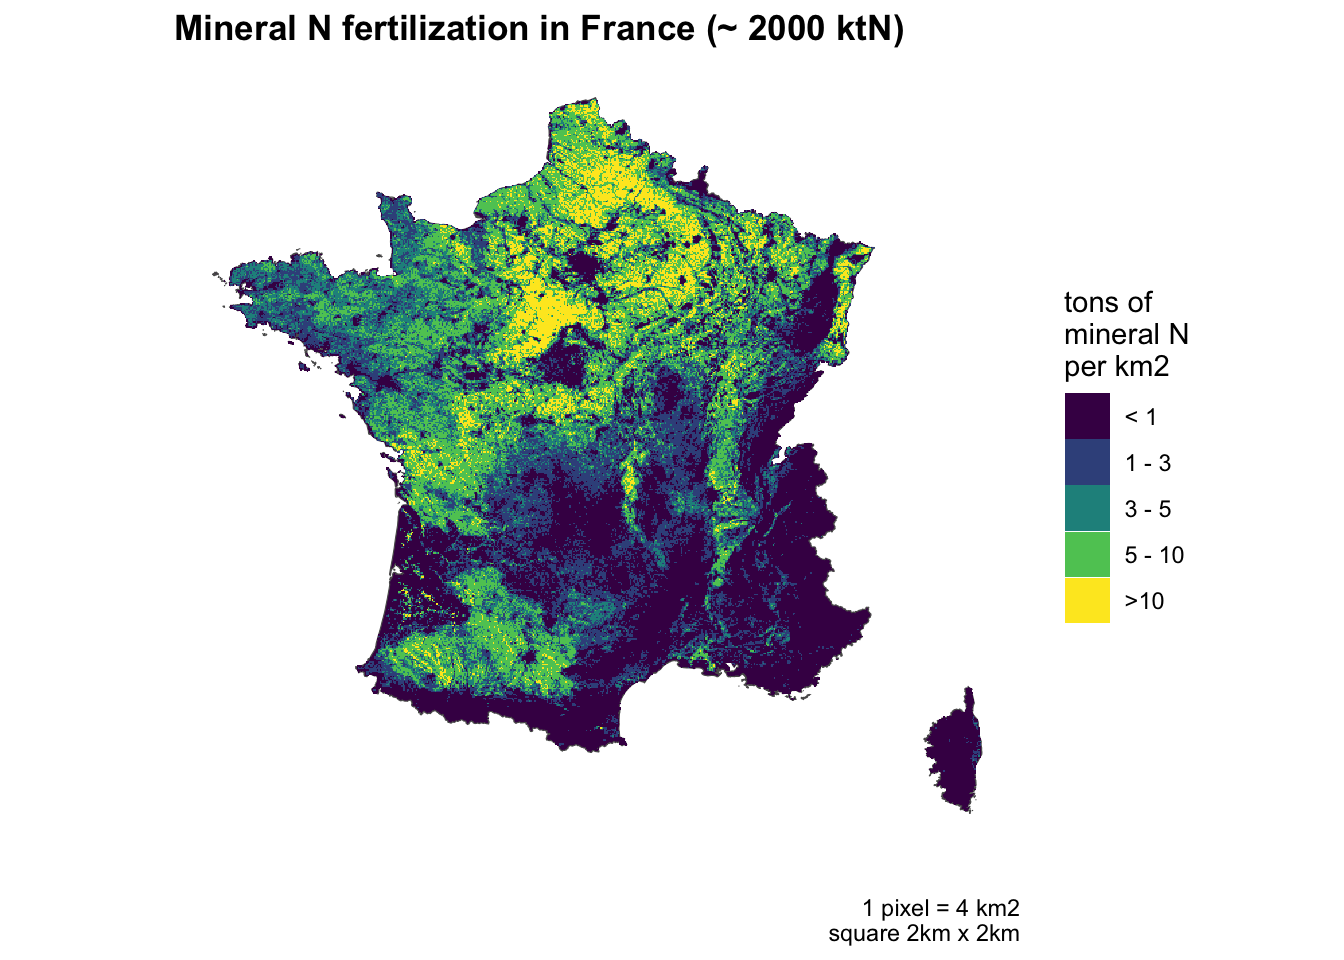 Mineral N fertilization in France (~ 2000 ktN)
tons of
mineral N
per km2
< 1
1 - 3
3 - 5
5 - 10
>10
1 pixel = 4 km2
square 2km x 2km